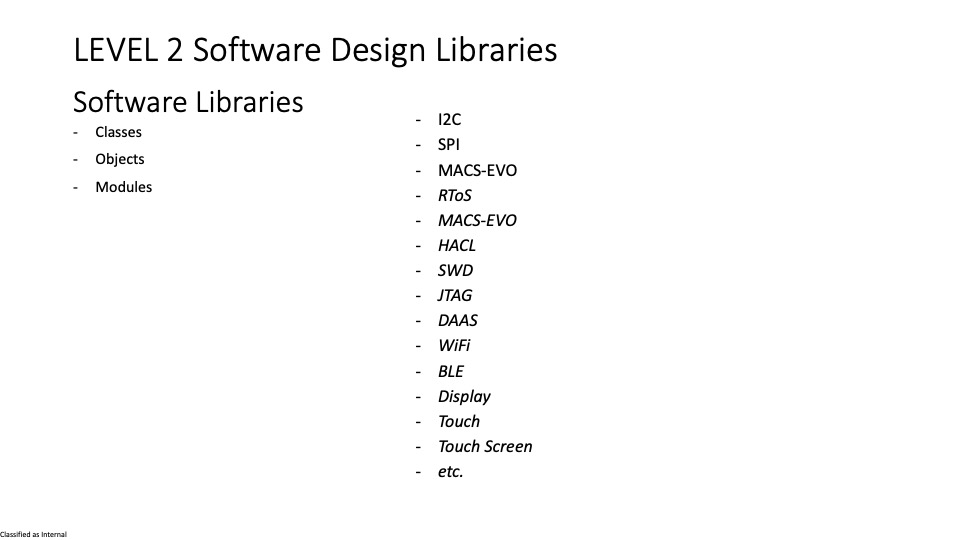 LEVEL 2 Software Design Libraries
Software Libraries
- Classes
- Objects
- Modules
- I2C
- SPI
- MACS-EVO
- RToS
- MACS-EVO
- HACL
- SWD
- JTAG
- DAAS
- WiFi
- BLE
- Display
- Touch
- Touch Screen
- etc.
Classified as Internal